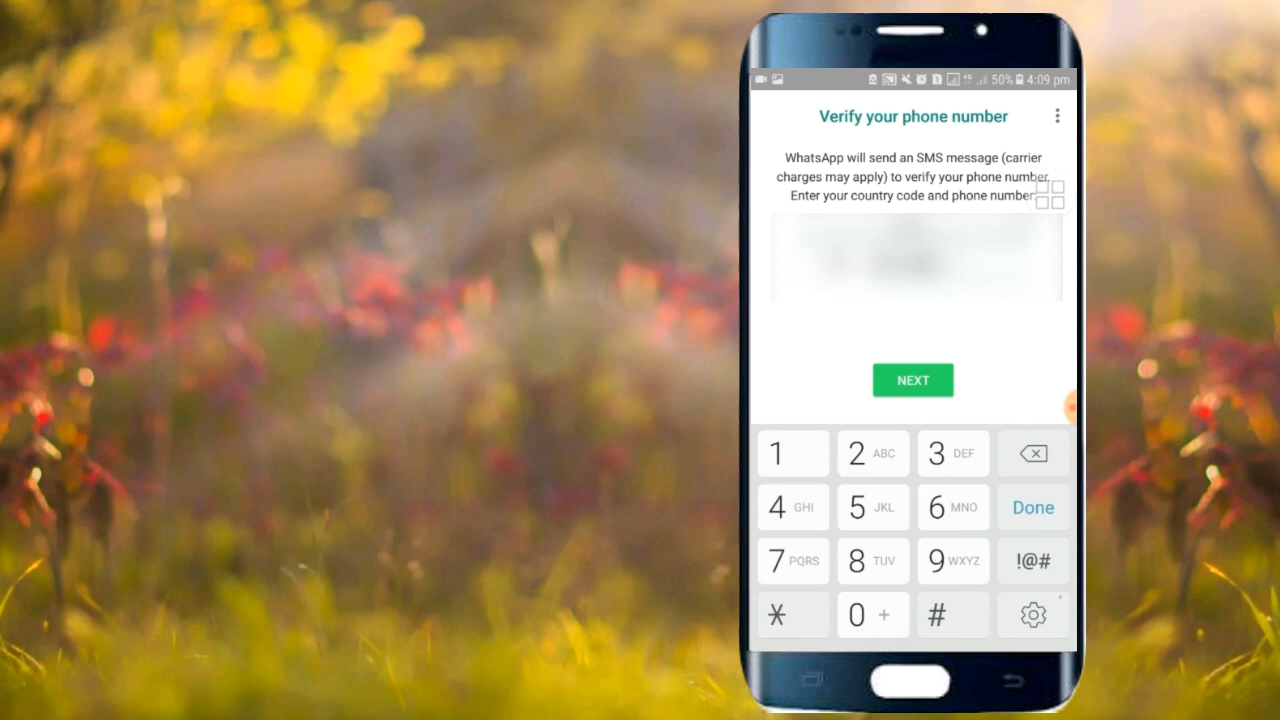 50% 4:09 pm
Verify your phone number
WhatsApp will send an SMS message (carrier
charges may apply) to verify your phone number.
Enter your country code and phone number:
NEXT
1 2 ABC 3 DEF
4 GHI 5 JKL 6 MNO Done
7 PQRS 8 TUV 9 WXYZ !@#
* 0 + #